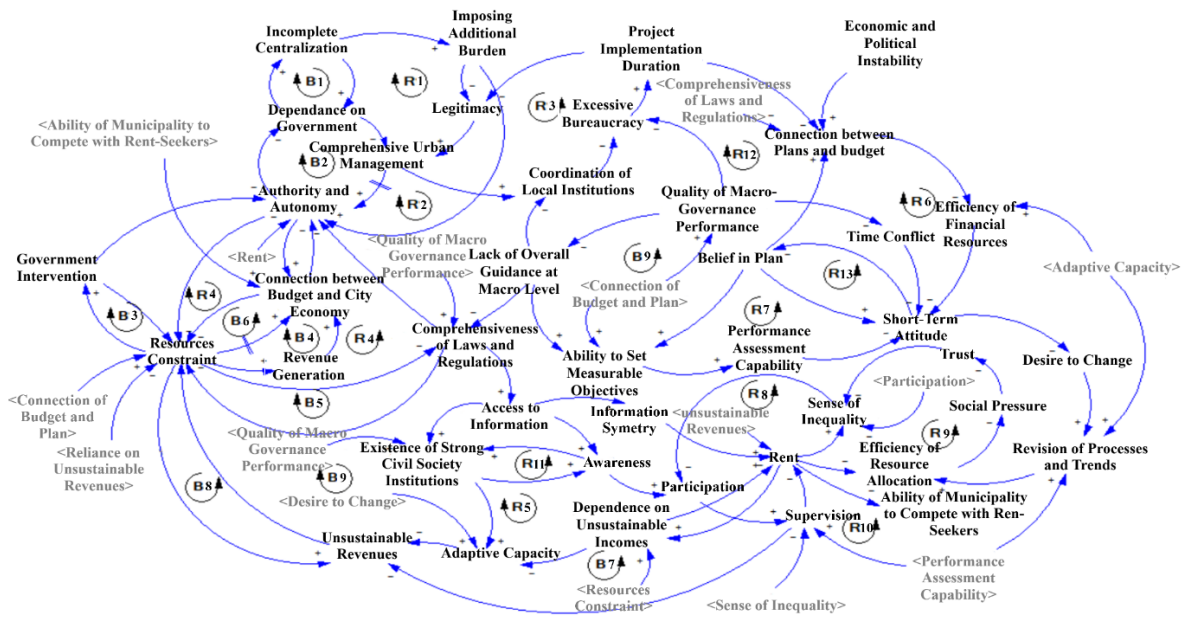 Incomplete
Centralization
Imposing
Additional
Burden
Project
Implementation
Duration
Economic and
Political
Instability
B1
R1
Legitimacy
Dependance on
Government
R3
Excessive
Bureaucracy
<Comprehensiveness
of Laws and
Regulations>
Connection between
Plans and budget
<Ability of Municipality to
Compete with Rent-Seekers>
Comprehensive Urban
Management
B2
R12
Coordination of
Local Institutions
Authority and
Autonomy
R2
Quality of Macro-
Governance
Performance
R6
Efficiency of
Financial
Resources
Time Conflict
<Rent>
<Quality of Macro
Governance
Performance>
Lack of Overall
Guidance at
Macro Level
B9
Belief in Plan
Government
Intervention
<Adaptive Capacity>
R13
Connection between
Budget and City
Economy
<Connection of
Budget and Plan>
R4
B3
B6
B4
R4
Revenue
Generation
Comprehensiveness
of Laws and
Regulations
R7
Performance
Assessment
Capability
Short-Term
Attitude
Resources
Constraint
Ability to Set
Measurable
Objectives
Trust
Desire to Change
<Participation>
<Connection of
Budget and
Plan>
B5
R8
Access to
Information
Information
Symetry
<unsustainable
Revenues>
Sense of
Inequality
Social Pressure
<Quality of Macro
Governance
Performance>
<Reliance on
Unsustainable
Revenues>
R9
Existence of Strong
Civil Society
Institutions
R11
Awareness
Rent
Efficiency of
Resource
Allocation
Revision of Processes
and Trends
B8
B9
<Desire to Change>
Participation
Ability of Municipality
to Compete with Ren-
Seekers
R5
Dependence on
Unsustainable
Incomes
Supervision
R10
Unsustainable
Revenues
Adaptive Capacity
B7
<Resources
Constraint>
<Sense of Inequality>
<Performance
Assessment
Capability>